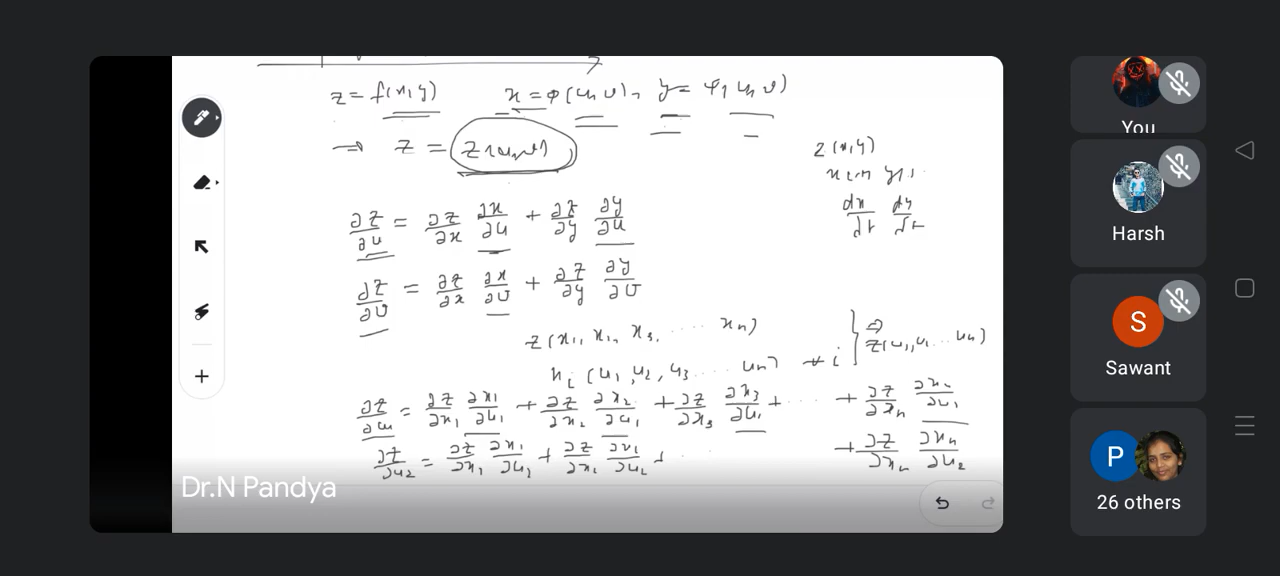 z = f(x,y) x = φ(u,v), y = φ(u,v)
⇒ z = z(u,v)
z(x,y)
dx/dt dy/dt
∂z/∂u = ∂z/∂x ∂x/∂u + ∂z/∂y ∂y/∂u
∂z/∂v = ∂z/∂x ∂x/∂v + ∂z/∂y ∂y/∂v
z(x₁, x₂, x₃, ..... xₙ)
xᵢ (u₁, u₂, u₃ ..... uₙ) ∀ i } ⇒ z(u₁, u₂ ... uₙ)
∂z/∂u₁ = ∂z/∂x₁ ∂x₁/∂u₁ + ∂z/∂x₂ ∂x₂/∂u₁ + ∂z/∂x₃ ∂x₃/∂u₁ + ..... + ∂z/∂xₙ ∂xₙ/∂u₁
∂z/∂u₂ = ∂z/∂x₁ ∂x₁/∂u₂ + ∂z/∂x₂ ∂x₂/∂u₂ + ..... + ∂z/∂xₙ ∂xₙ/∂u₂
Dr.N Pandya
You
Harsh
S
Sawant
P
26 others